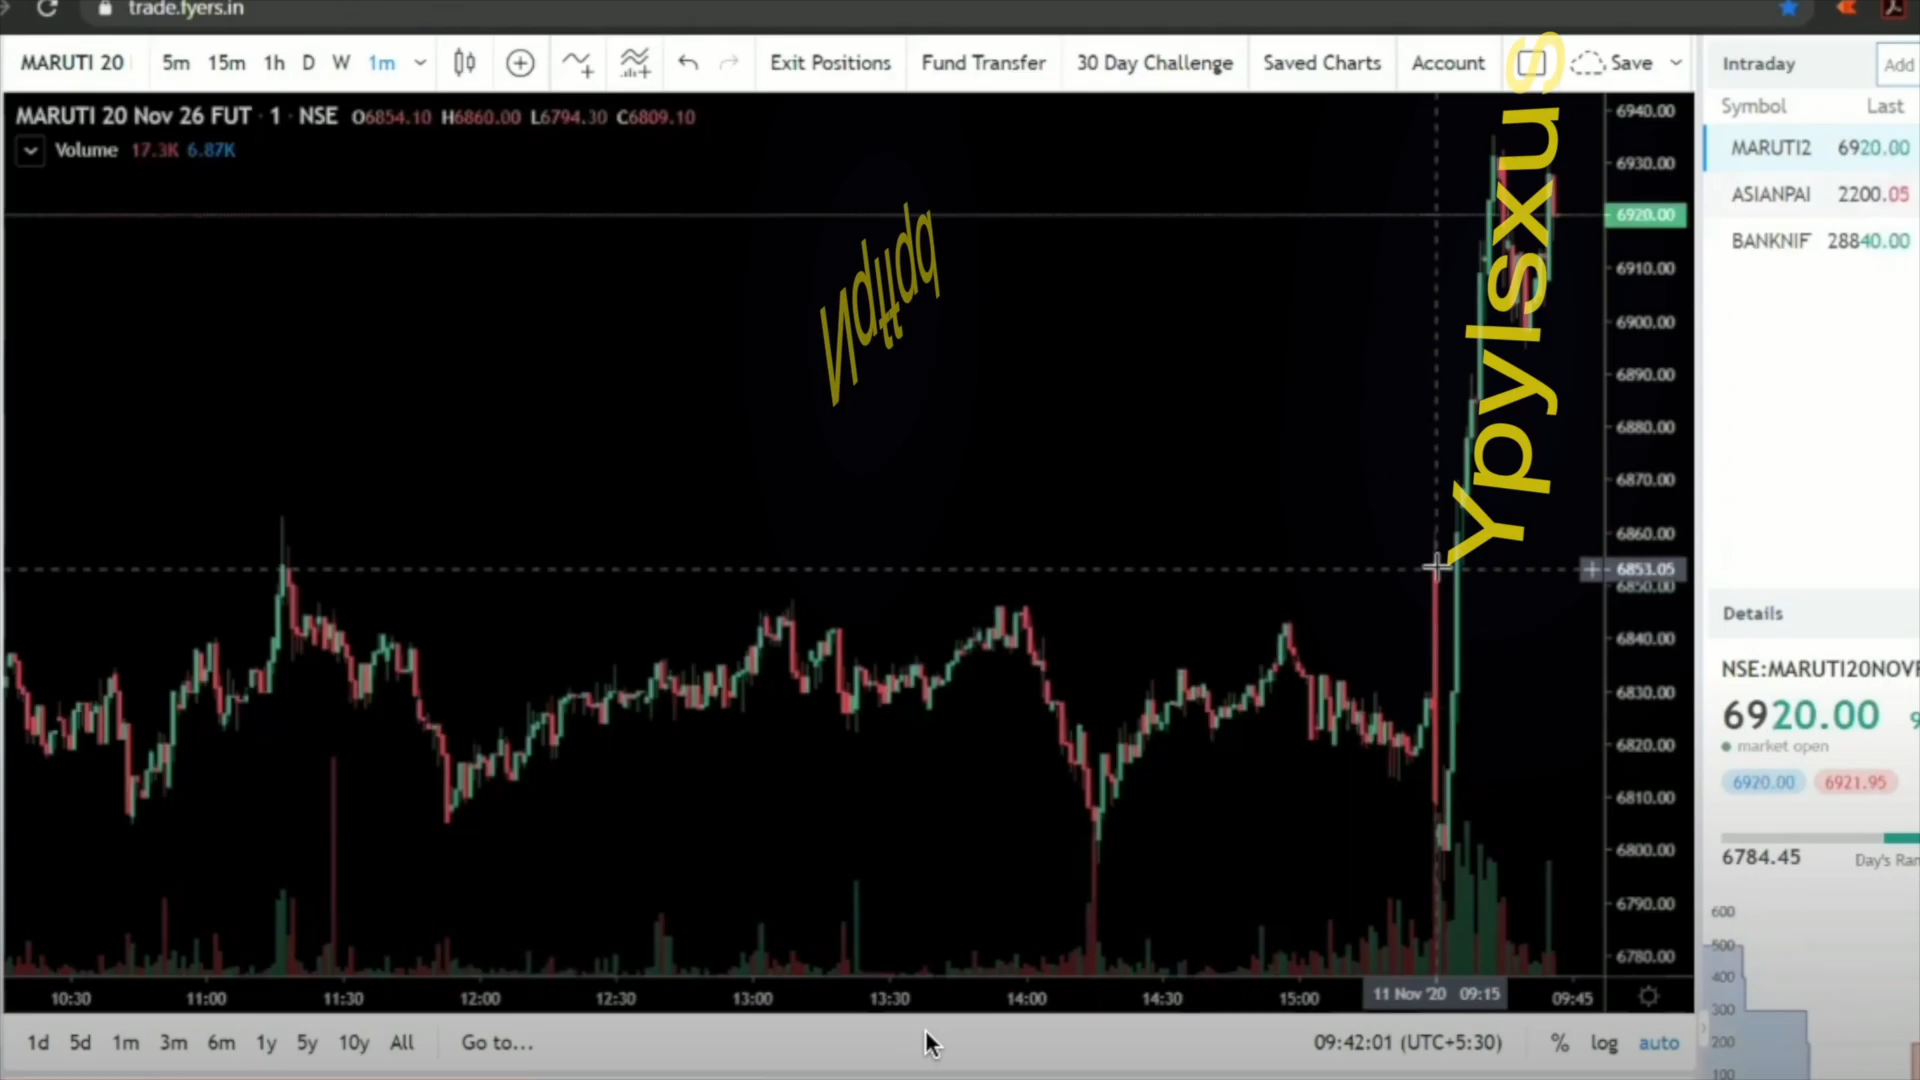 trade.fyers.in
MARUTI 20 5m 15m 1h D W 1m Exit Positions Fund Transfer 30 Day Challenge Saved Charts Account Save
MARUTI 20 Nov 26 FUT · 1 · NSE O6854.10 H6860.00 L6794.30 C6809.10
Volume 17.3K 6.87K
Ypylsxus
6940.00
6930.00
6920.00
6910.00
6900.00
6890.00
6880.00
6870.00
6860.00
6853.05
6850.00
6840.00
6830.00
6820.00
6810.00
6800.00
6790.00
6780.00
10:30 11:00 11:30 12:00 12:30 13:00 13:30 14:00 14:30 15:00 11 Nov '20 09:15 09:45
1d 5d 1m 3m 6m 1y 5y 10y All Go to... 09:42:01 (UTC+5:30) % log auto
Intraday Add
Symbol Last
MARUTI2 6920.00
ASIANPAI 2200.05
BANKNIF 28840.00
Details
NSE:MARUTI20NOVF
6920.00 9
market open
6920.00 6921.95
6784.45 Day's Ran
600
500
400
300
200
100